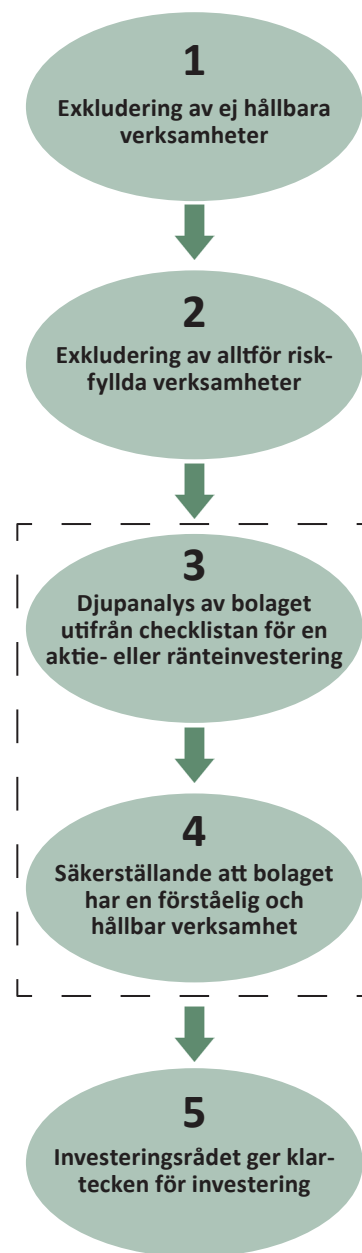 1
Exkludering av ej hållbara
verksamheter
2
Exkludering av alltför risk-
fyllda verksamheter
3
Djupanalys av bolaget
utifrån checklistan för en
aktie- eller ränteinvestering
4
Säkerställande att bolaget
har en förståelig och
hållbar verksamhet
5
Investeringsrådet ger klar-
tecken för investering